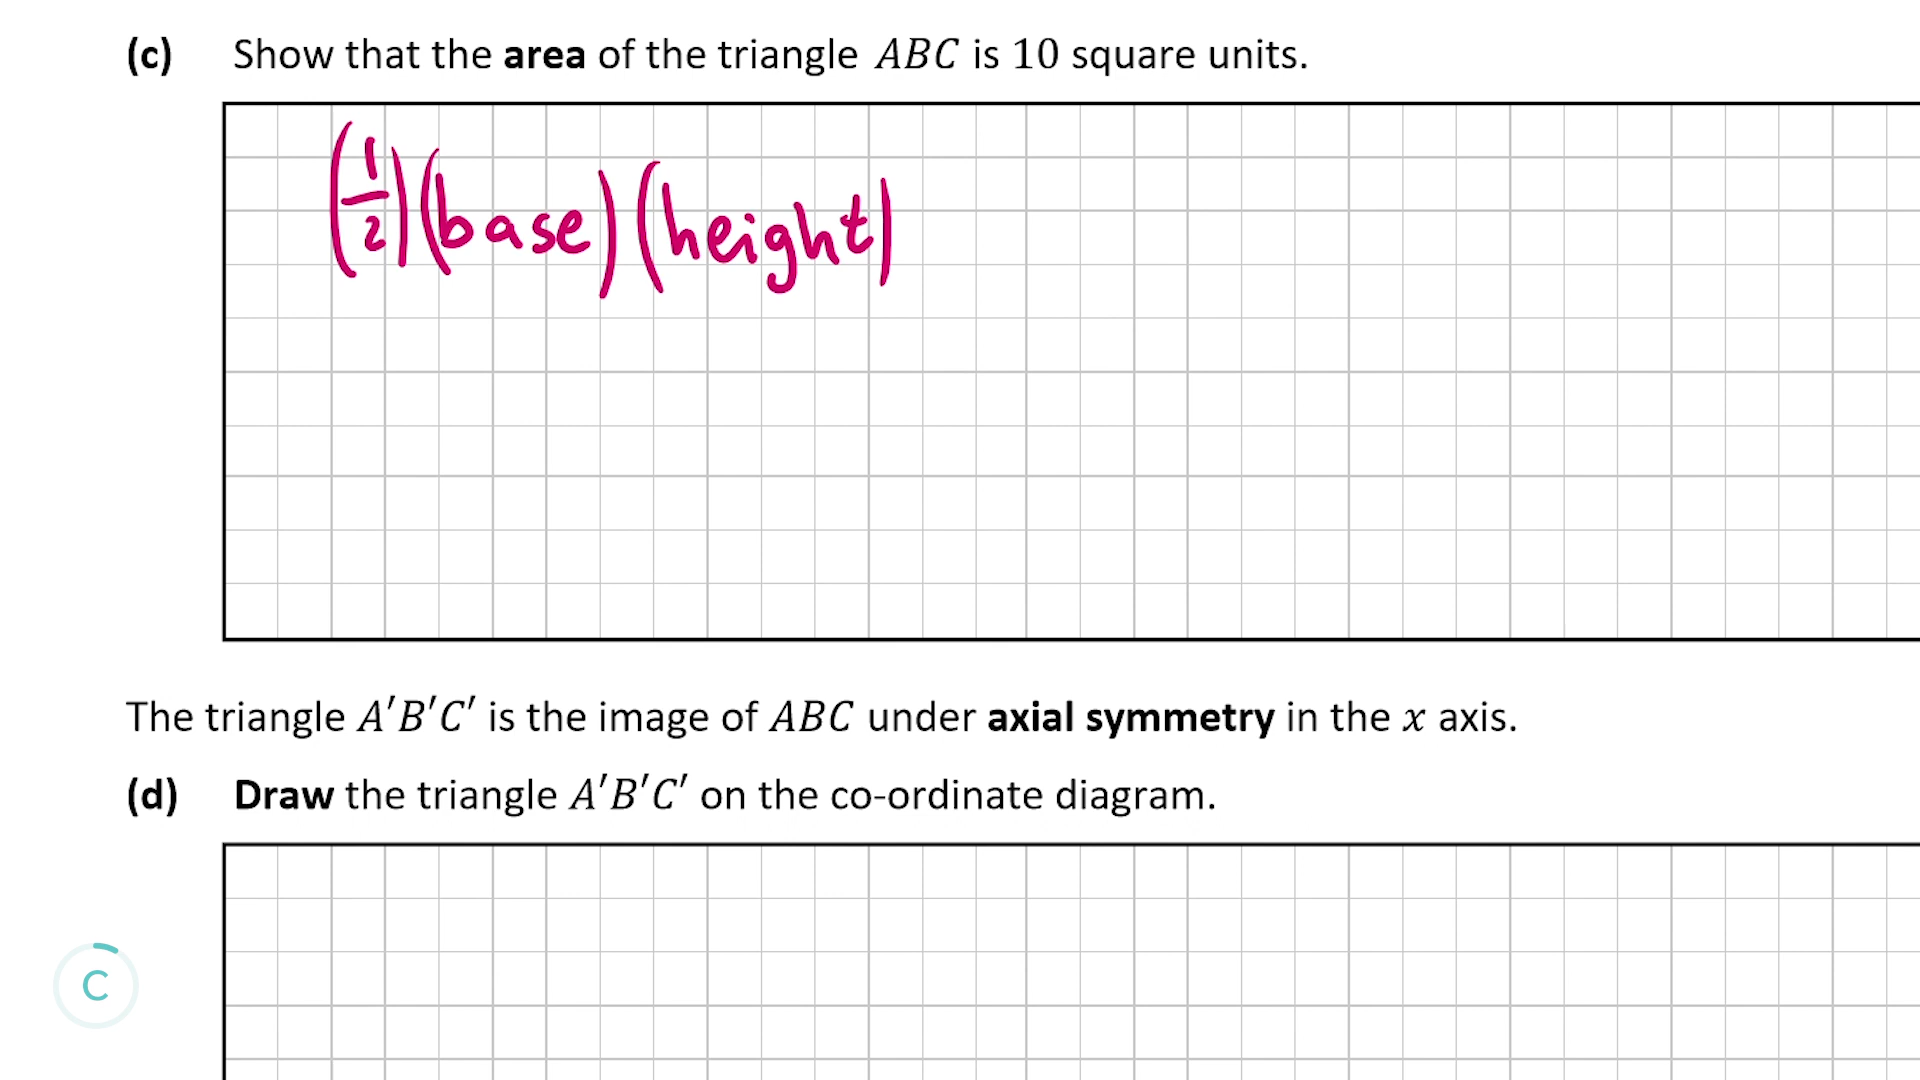 (c) Show that the area of the triangle ABC is 10 square units.
(1/2)(base)(height)
The triangle A′B′C′ is the image of ABC under axial symmetry in the x axis.
(d) Draw the triangle A′B′C′ on the co-ordinate diagram.
C